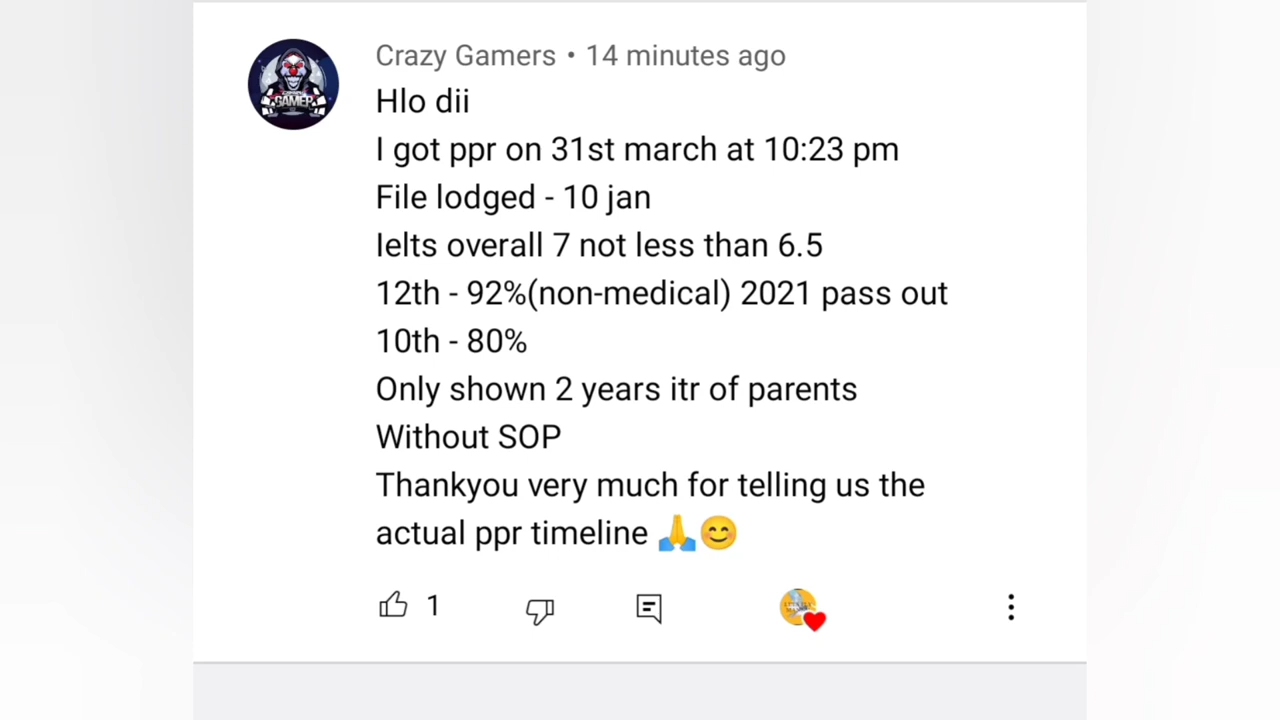 Crazy Gamers • 14 minutes ago
GAMER
Hlo dii
I got ppr on 31st march at 10:23 pm
File lodged - 10 jan
Ielts overall 7 not less than 6.5
12th - 92%(non-medical) 2021 pass out
10th - 80%
Only shown 2 years itr of parents
Without SOP
Thankyou very much for telling us the
actual ppr timeline 🙏😊
1